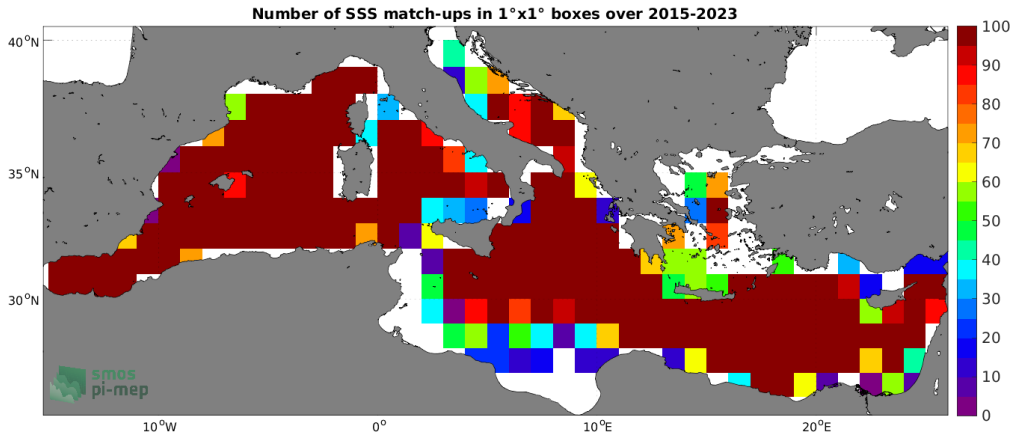 Number of SSS match-ups in 1°x1° boxes over 2015-2023
40°N
35°N
30°N
10°W
0°
10°E
20°E
100
90
80
70
60
50
40
30
20
10
0
smos
pi-mep